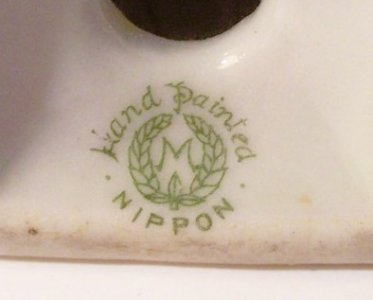 Hand Painted
M
· NIPPON ·